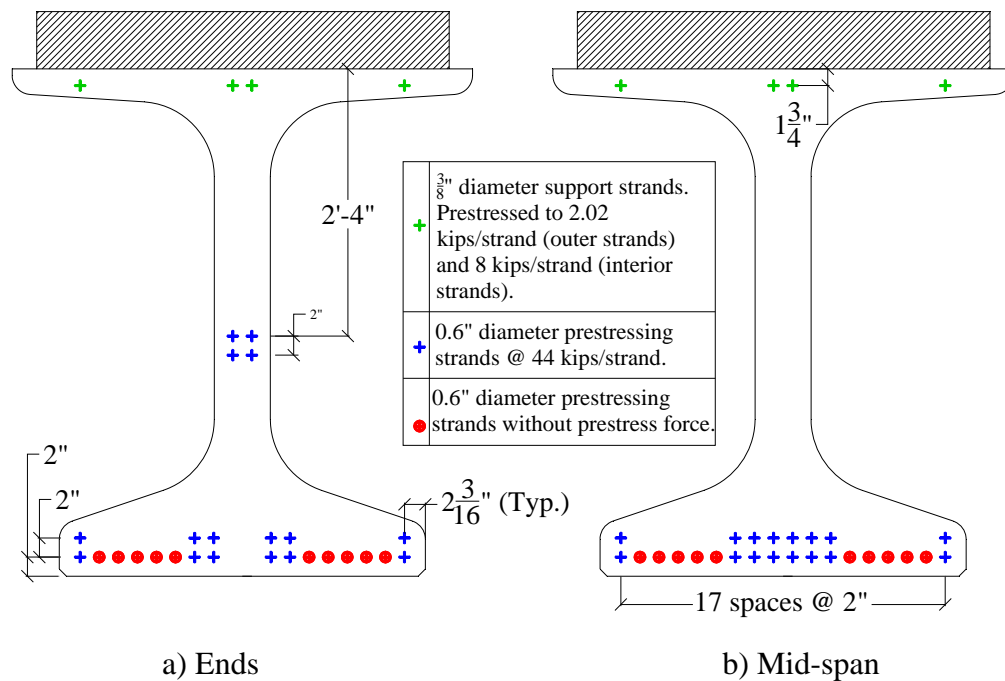 2'-4"
1 3/4"
2"
3/8" diameter support strands.
Prestressed to 2.02
kips/strand (outer strands)
and 8 kips/strand (interior
strands).
0.6" diameter prestressing
strands @ 44 kips/strand.
0.6" diameter prestressing
strands without prestress force.
2"
2"
2 3/16" (Typ.)
17 spaces @ 2"
a) Ends
b) Mid-span